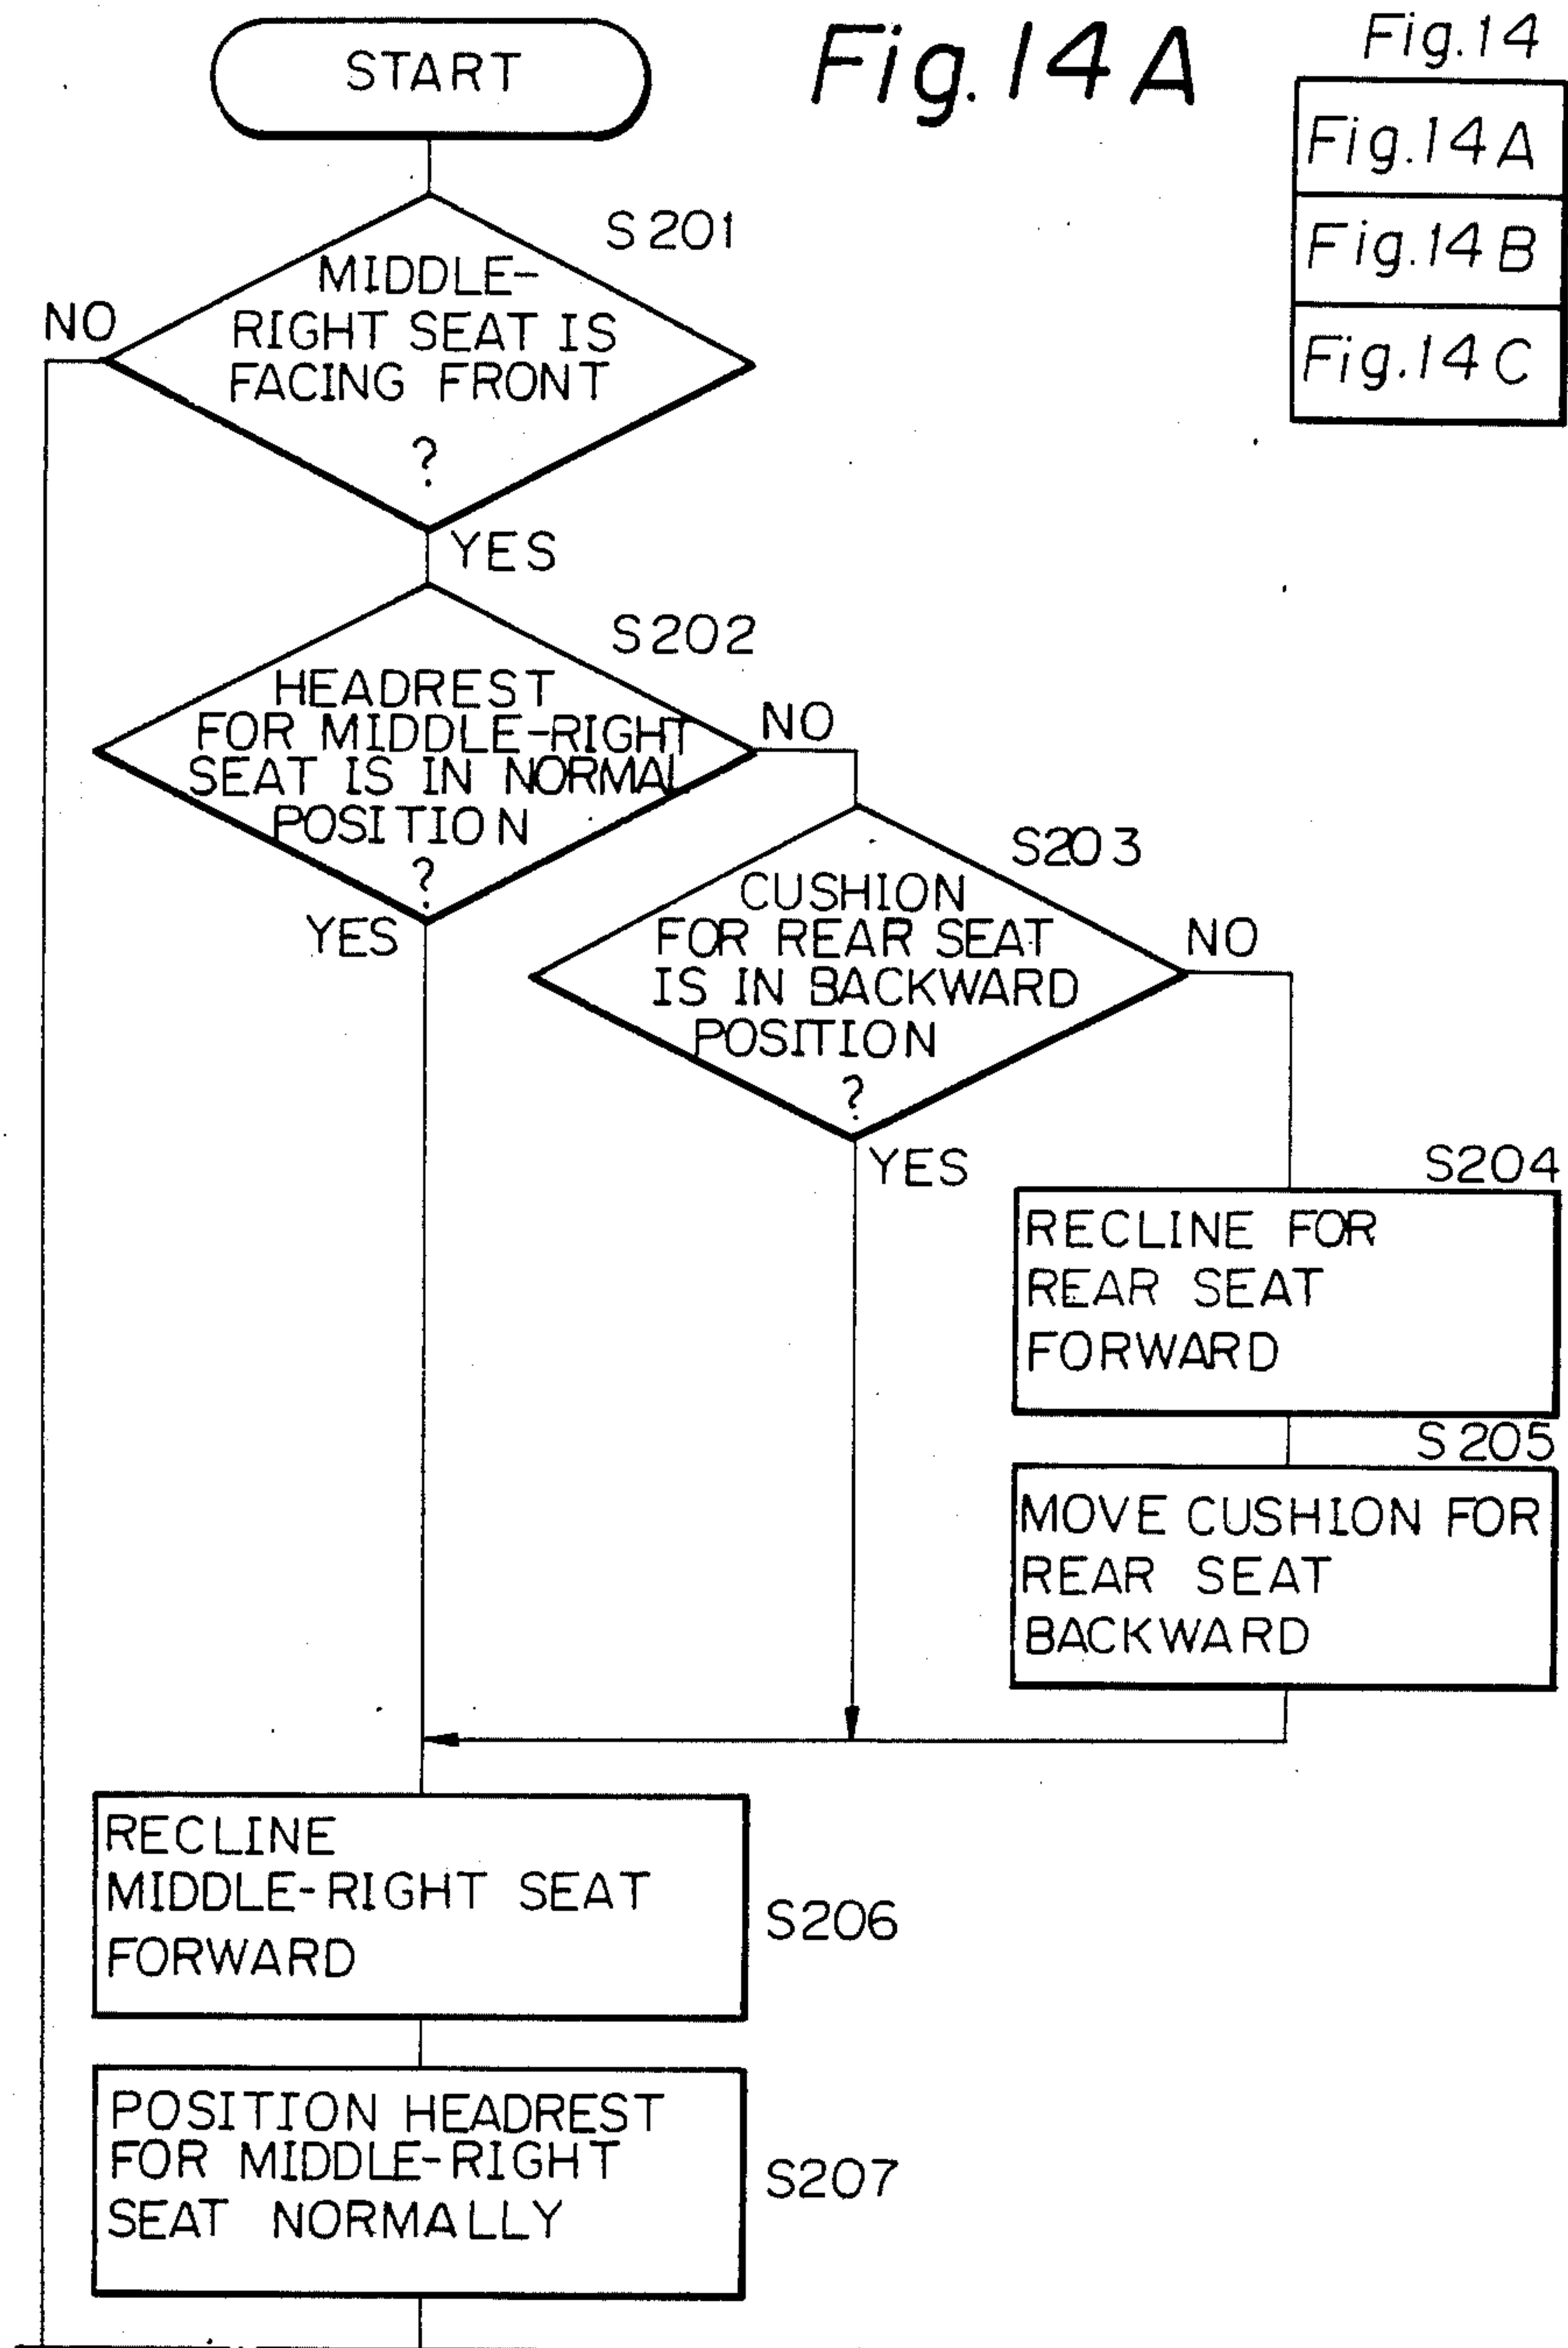 START
Fig.14A
Fig.14
Fig.14A
Fig.14B
Fig.14C
S201
MIDDLE-
RIGHT SEAT IS
FACING FRONT
?
NO
YES
S202
HEADREST
FOR MIDDLE-RIGHT
SEAT IS IN NORMAL
POSITION
?
NO
YES
S203
CUSHION
FOR REAR SEAT
IS IN BACKWARD
POSITION
?
NO
YES
S204
RECLINE FOR
REAR SEAT
FORWARD
S205
MOVE CUSHION FOR
REAR SEAT
BACKWARD
RECLINE
MIDDLE-RIGHT SEAT
FORWARD
S206
POSITION HEADREST
FOR MIDDLE-RIGHT
SEAT NORMALLY
S207